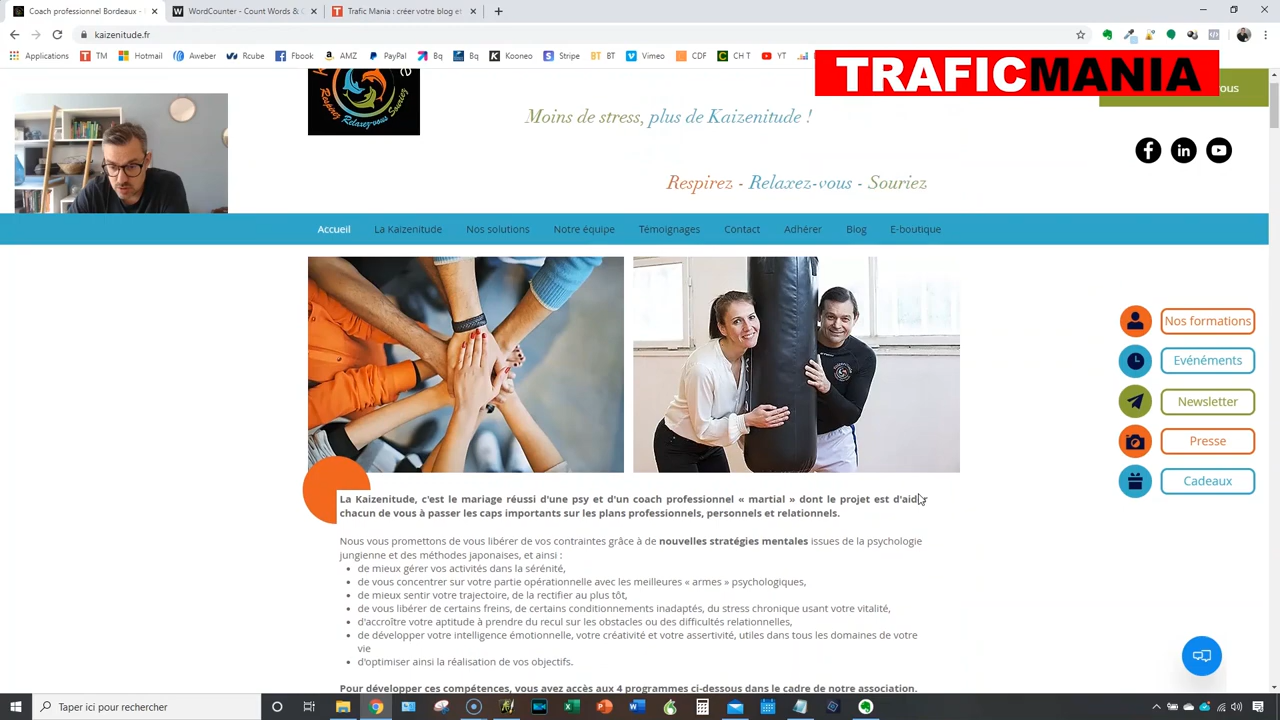 Coach professionnel Bordeaux -
WordCounter - Count Words & C
Trafic Mania : créer votre blog et
kaizenitude.fr
Applications TM Hotmail Aweber Rcube Fbook AMZ PayPal Bq Bq Kooneo Stripe BT BT Vimeo CDF CH T YT
TRAFICMANIA
ous
Respirez Relaxez-vous Souriez
Moins de stress, plus de Kaizenitude !
Respirez - Relaxez-vous - Souriez
Accueil La Kaizenitude Nos solutions Notre équipe Témoignages Contact Adhérer Blog E-boutique
Nos formations
Evénéments
Newsletter
Presse
Cadeaux
La Kaizenitude, c'est le mariage réussi d'une psy et d'un coach professionnel « martial » dont le projet est d'aider
chacun de vous à passer les caps importants sur les plans professionnels, personnels et relationnels.
Nous vous promettons de vous libérer de vos contraintes grâce à de nouvelles stratégies mentales issues de la psychologie
jungienne et des méthodes japonaises, et ainsi :
• de mieux gérer vos activités dans la sérénité,
• de vous concentrer sur votre partie opérationnelle avec les meilleures « armes » psychologiques,
• de mieux sentir votre trajectoire, de la rectifier au plus tôt,
• de vous libérer de certains freins, de certains conditionnements inadaptés, du stress chronique usant votre vitalité,
• d'accroître votre aptitude à prendre du recul sur les obstacles ou des difficultés relationnelles,
• de développer votre intelligence émotionnelle, votre créativité et votre assertivité, utiles dans tous les domaines de votre
vie
• d'optimiser ainsi la réalisation de vos objectifs.
Pour développer ces compétences, vous avez accès aux 4 programmes ci-dessous dans le cadre de notre association.
Taper ici pour rechercher